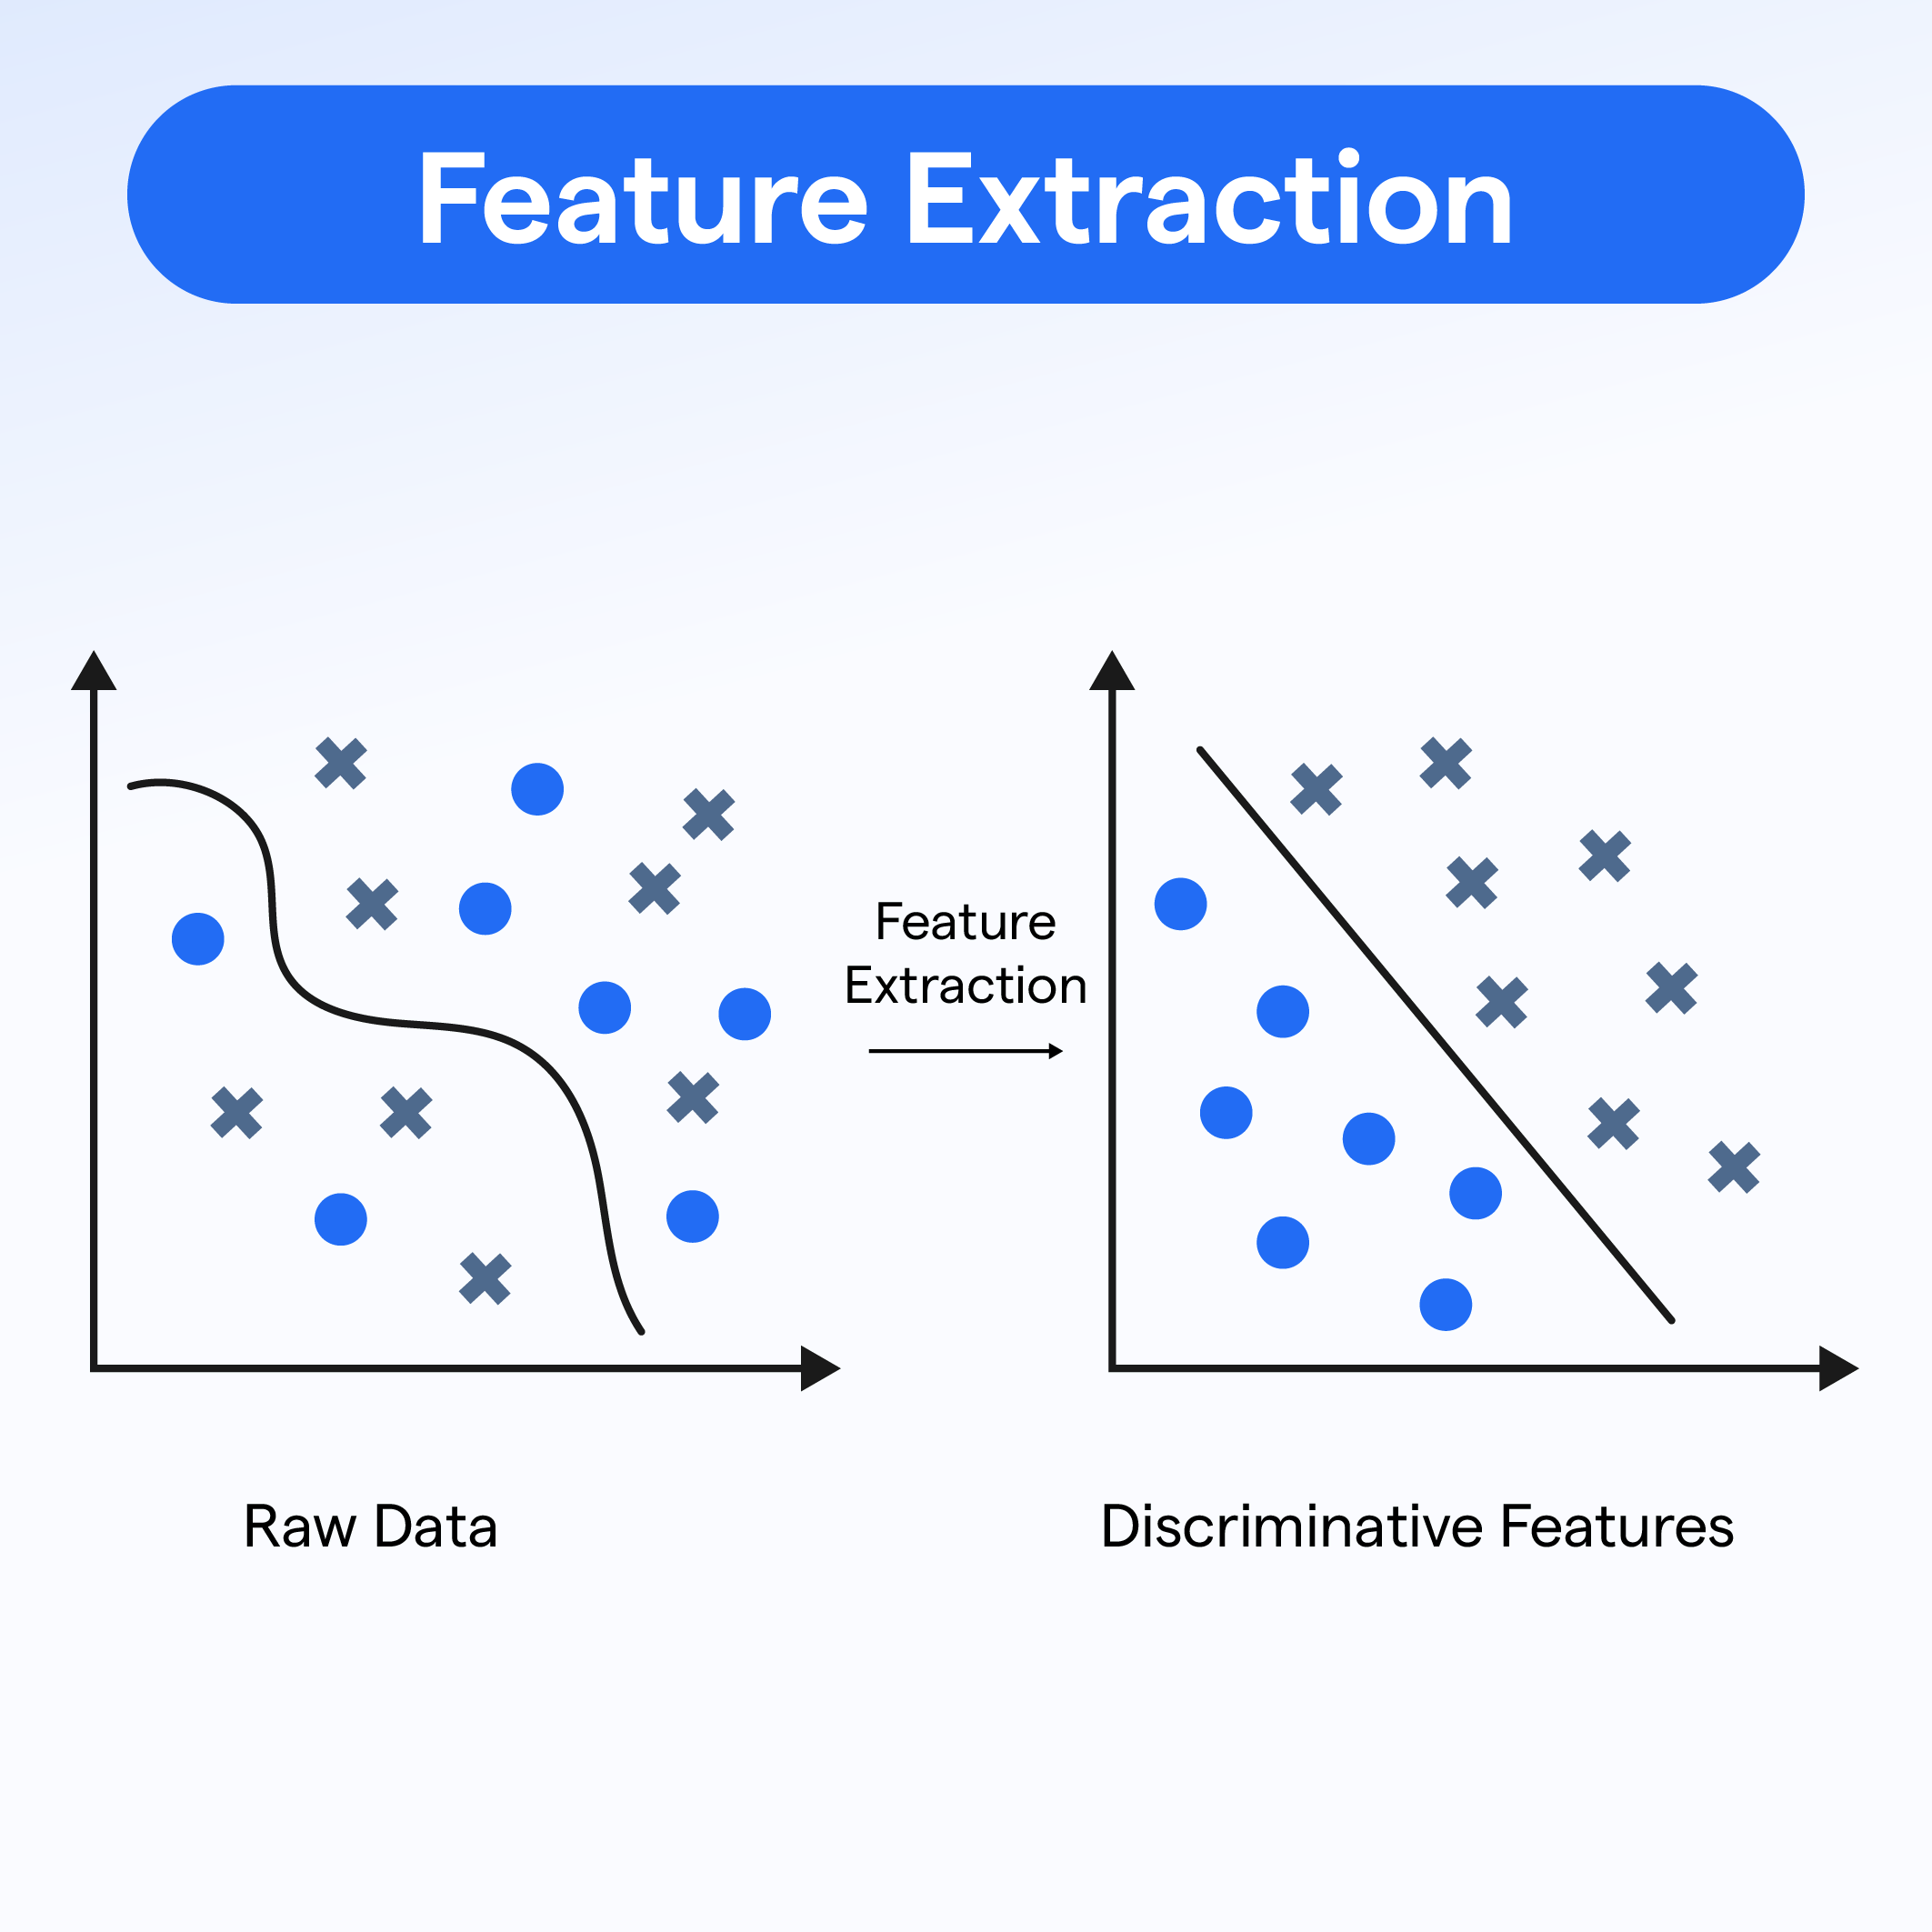 Feature Extraction
Feature
Extraction
Raw Data
Discriminative Features